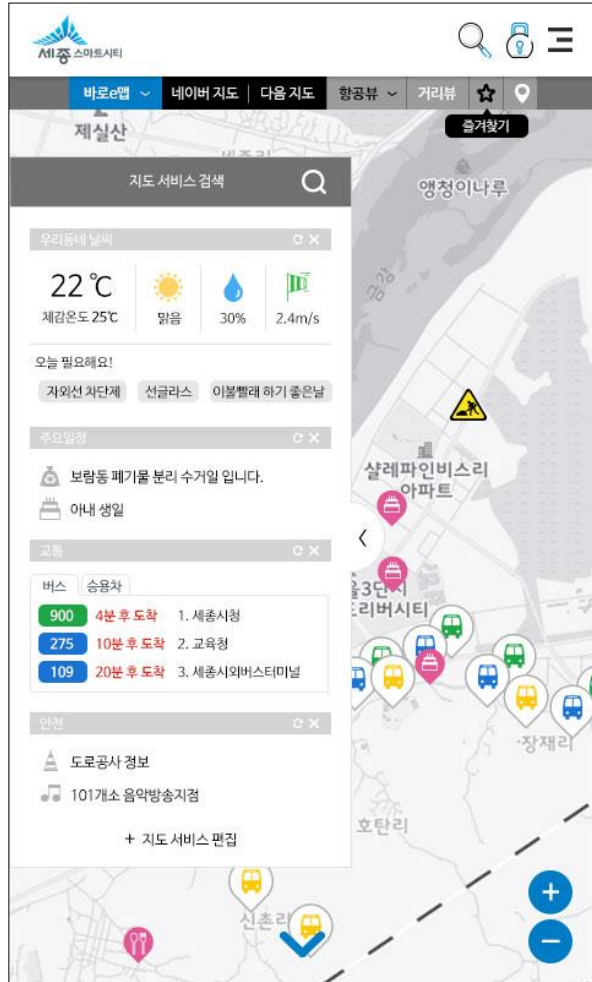 세종 스마트시티
바로e맵 네이버 지도 | 다음 지도 항공뷰 거리뷰
즐겨찾기
제실산
지도 서비스 검색
앵청이나루
금강
우리동네 날씨
22 ℃
체감온도 25℃ 맑음 30% 2.4m/s
오늘 필요해요!
자외선 차단제 선글라스 이불빨래 하기 좋은날
주요일정
보람동 폐기물 분리 수거일 입니다.
아내 생일
샬레파인비스리
아파트
교통
버스 승용차
900 4분 후 도착 1. 세종시청
275 10분 후 도착 2. 교육청
109 20분 후 도착 3. 세종시외버스터미널
3단지
리버시티
장재리
안전
도로공사 정보
101개소 음악방송지점
+ 지도 서비스 편집
호탄리
신촌리